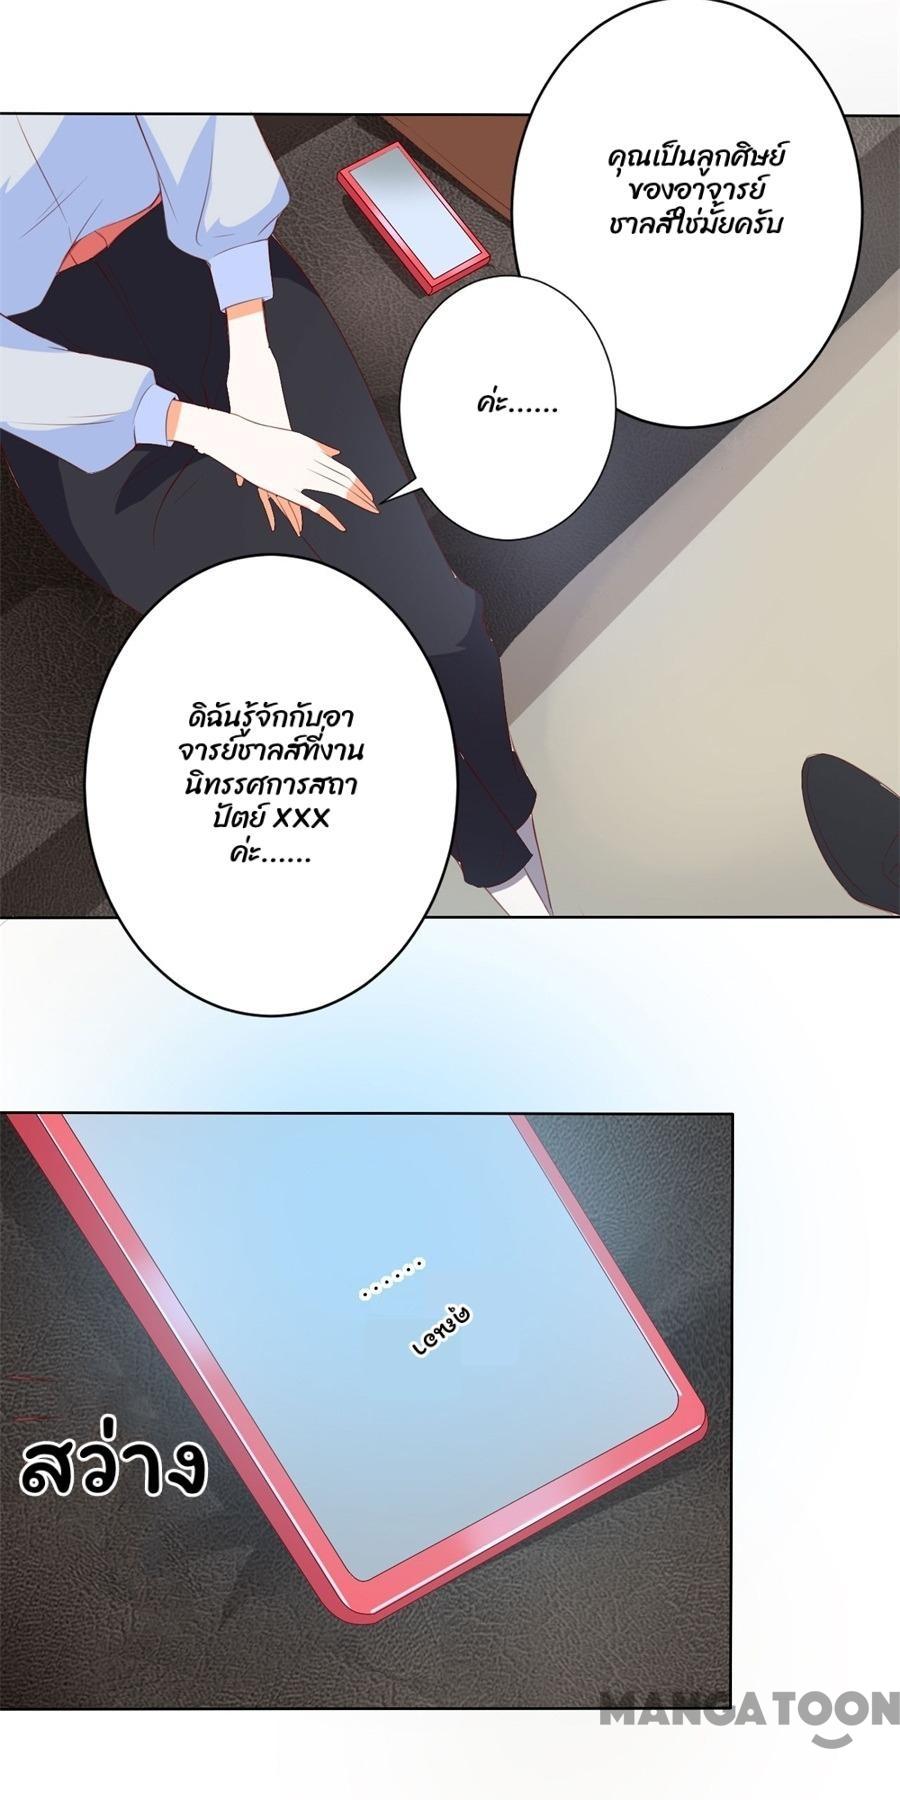 คุณเป็นลูกศิษย์
ของอาจารย์
ชาลส์ใช่มั้ยครับ
ค่ะ......
ดิฉันรู้จักกับอา
จารย์ชาลส์ที่งาน
นิทรรศการสถา
ปัตย์ XXX
ค่ะ......
......
คุณอา
สว่าง
MANGATOON